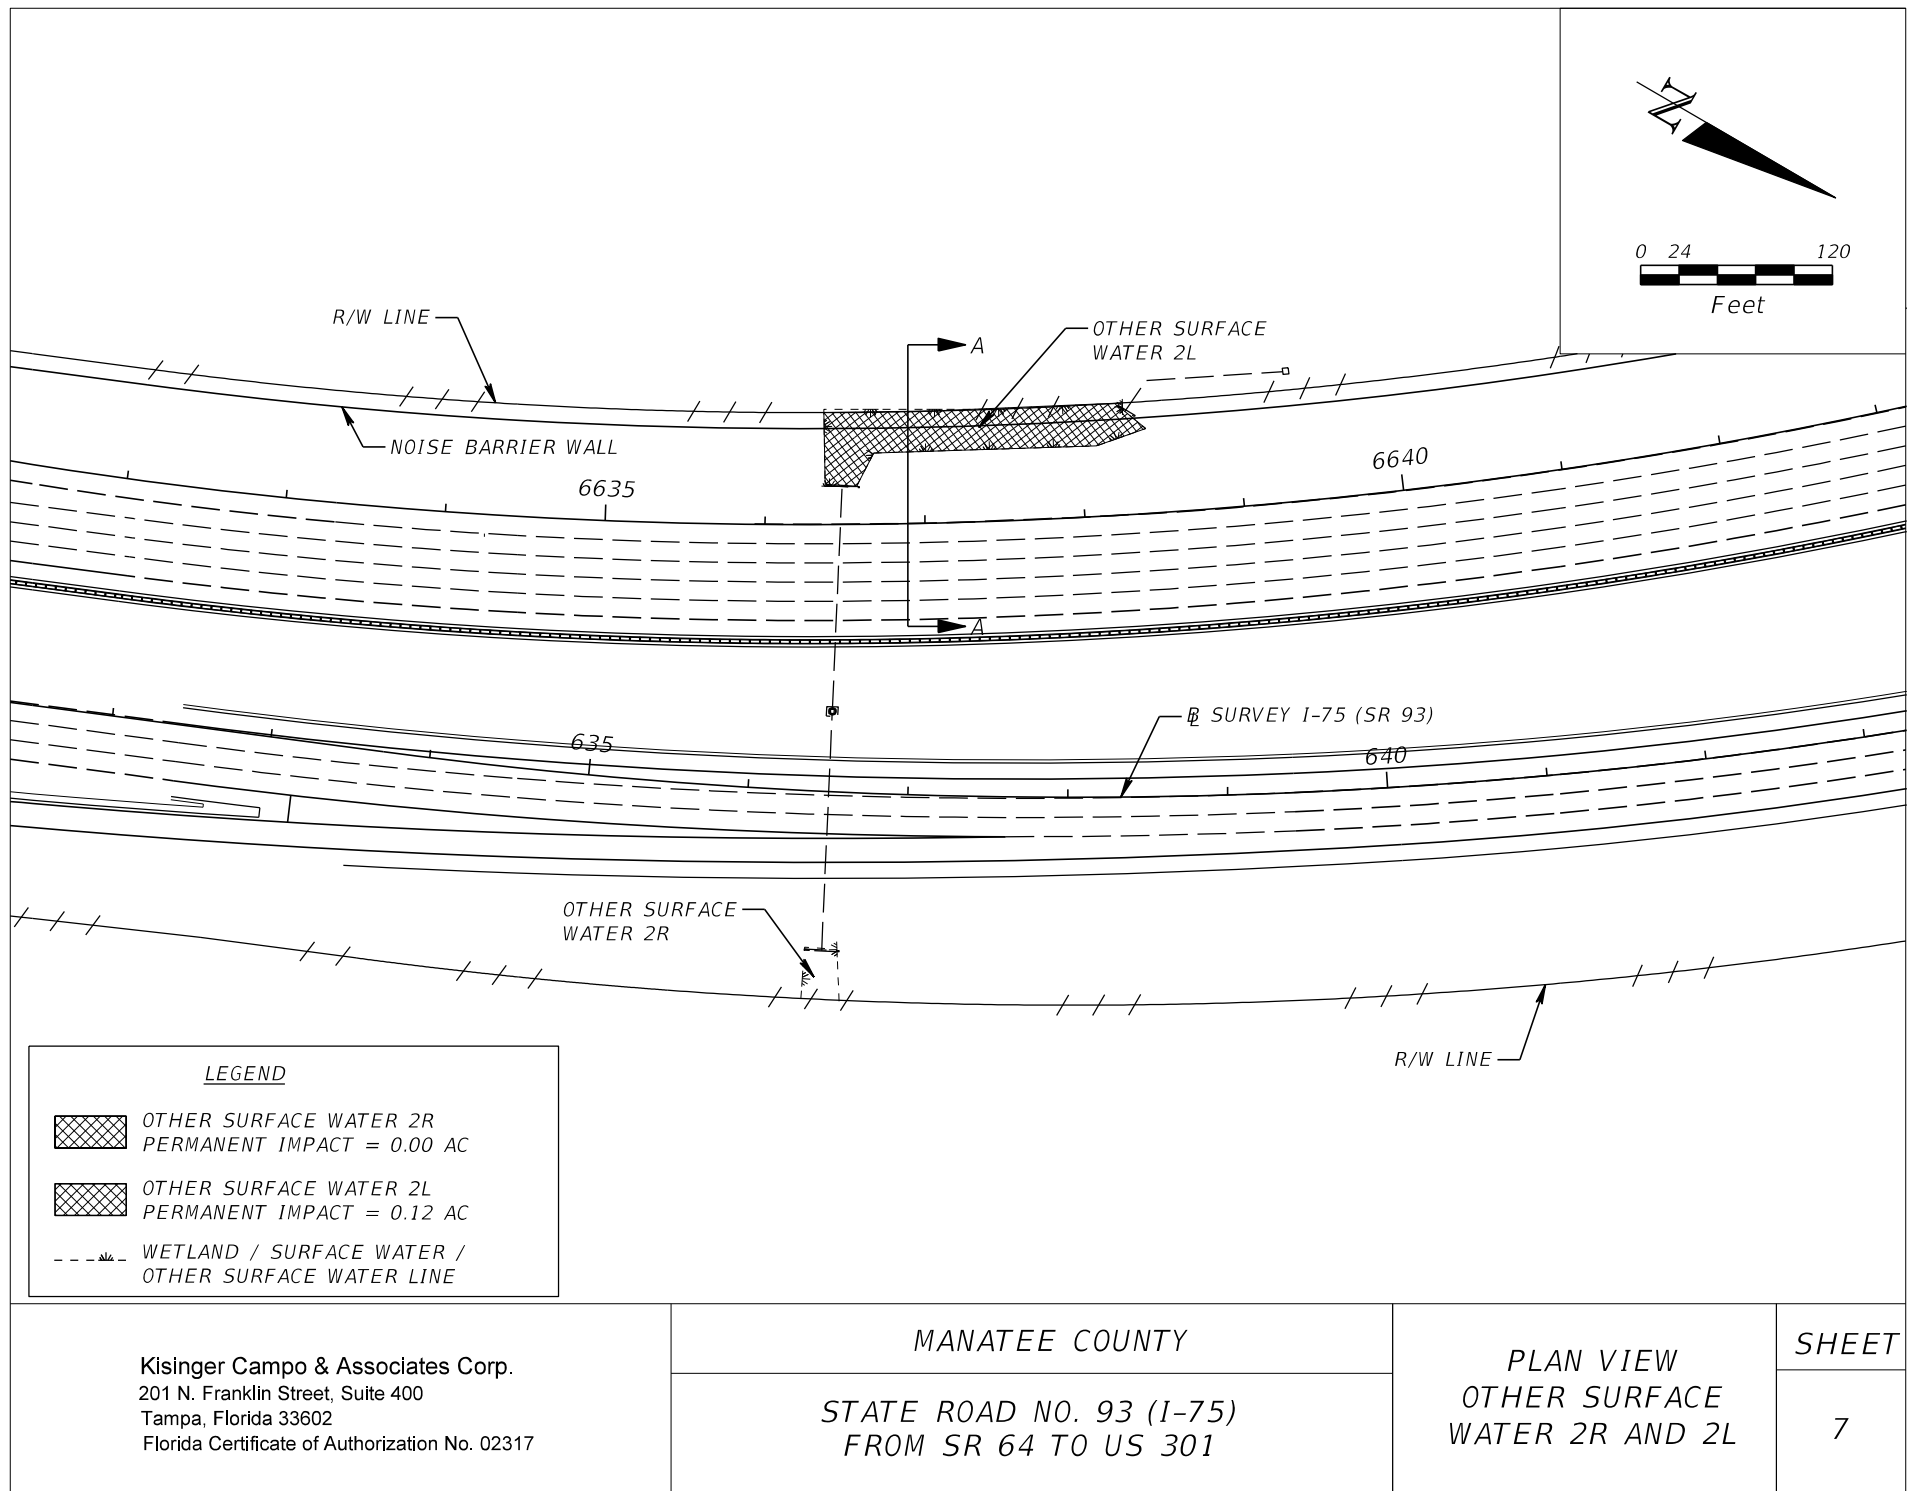 N
0 24 120
Feet
R/W LINE
A
OTHER SURFACE
WATER 2L
NOISE BARRIER WALL
6635
6640
A
BL SURVEY I-75 (SR 93)
635
640
OTHER SURFACE
WATER 2R
R/W LINE
LEGEND
OTHER SURFACE WATER 2R
PERMANENT IMPACT = 0.00 AC
OTHER SURFACE WATER 2L
PERMANENT IMPACT = 0.12 AC
WETLAND / SURFACE WATER /
OTHER SURFACE WATER LINE
Kisinger Campo & Associates Corp.
201 N. Franklin Street, Suite 400
Tampa, Florida 33602
Florida Certificate of Authorization No. 02317
MANATEE COUNTY
STATE ROAD NO. 93 (I-75)
FROM SR 64 TO US 301
PLAN VIEW
OTHER SURFACE
WATER 2R AND 2L
SHEET
7